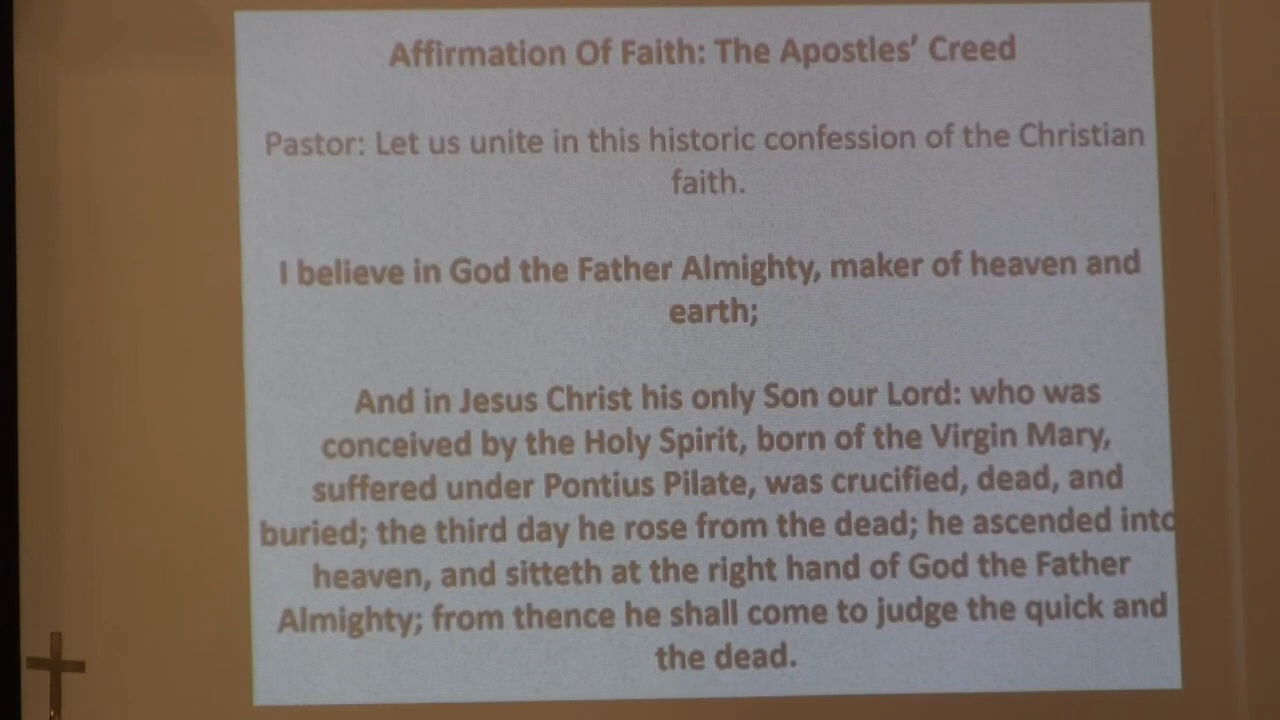 Affirmation Of Faith: The Apostles’ Creed
Pastor: Let us unite in this historic confession of the Christian
faith.
I believe in God the Father Almighty, maker of heaven and
earth;
And in Jesus Christ his only Son our Lord: who was
conceived by the Holy Spirit, born of the Virgin Mary,
suffered under Pontius Pilate, was crucified, dead, and
buried; the third day he rose from the dead; he ascended into
heaven, and sitteth at the right hand of God the Father
Almighty; from thence he shall come to judge the quick and
the dead.